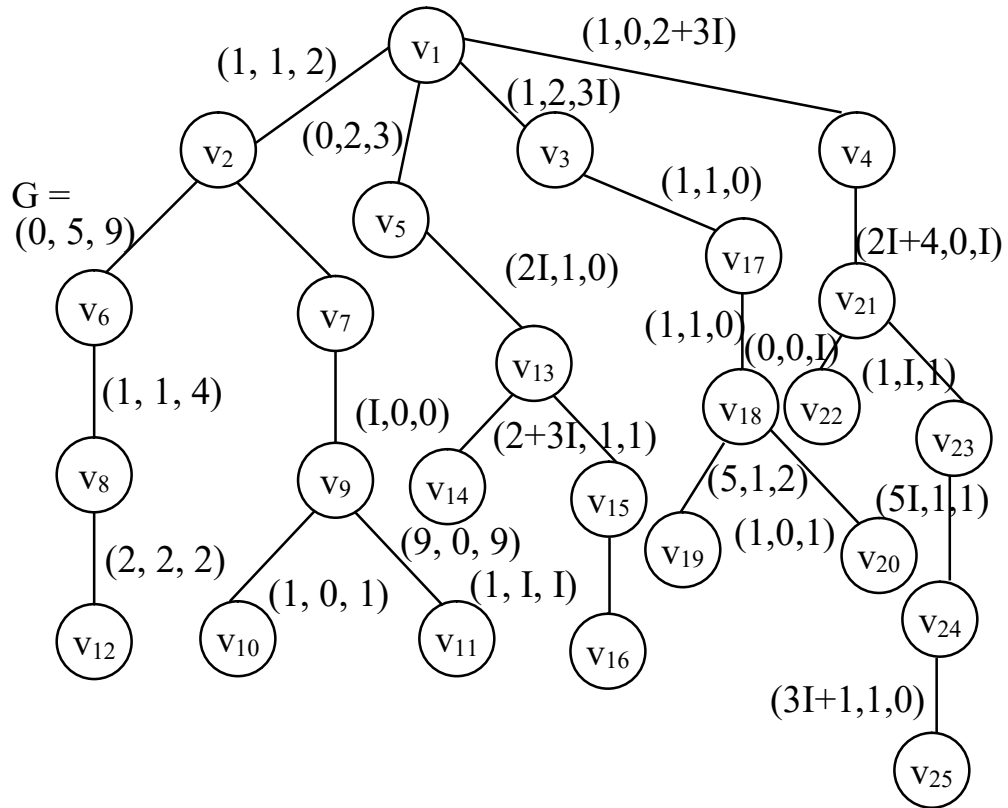 (1,0,2+3I)
v1
(1, 1, 2)
(1,2,3I)
(0,2,3)
v2
v3
v4
(1,1,0)
G =
(0, 5, 9)
v5
(2I+4,0,I)
v17
(2I,1,0)
v6
v7
v21
(1,1,0)
(0,0,I)
v13
(1,I,1)
(1, 1, 4)
(I,0,0)
(2+3I, 1,1)
v18
v22
v23
v8
v9
v14
v15
(5,1,2)
(5I,1,1)
(9, 0, 9)
(1,0,1)
v19
v20
(2, 2, 2)
(1, 0, 1)
(1, I, I)
v24
v12
v10
v11
v16
(3I+1,1,0)
v25